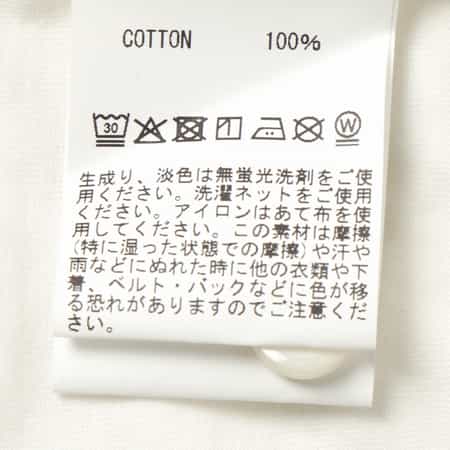 COTTON 100%
30 W
生成り、淡色は無蛍光洗剤をご使
用ください。洗濯ネットをご使用
ください。アイロンはあて布を使
用してください。この素材は摩擦
(特に湿った状態での摩擦)や汗や
雨などにぬれた時に他の衣類や下
着、ベルト・バックなどに色が移
る恐れがありますのでご注意くだ
さい。